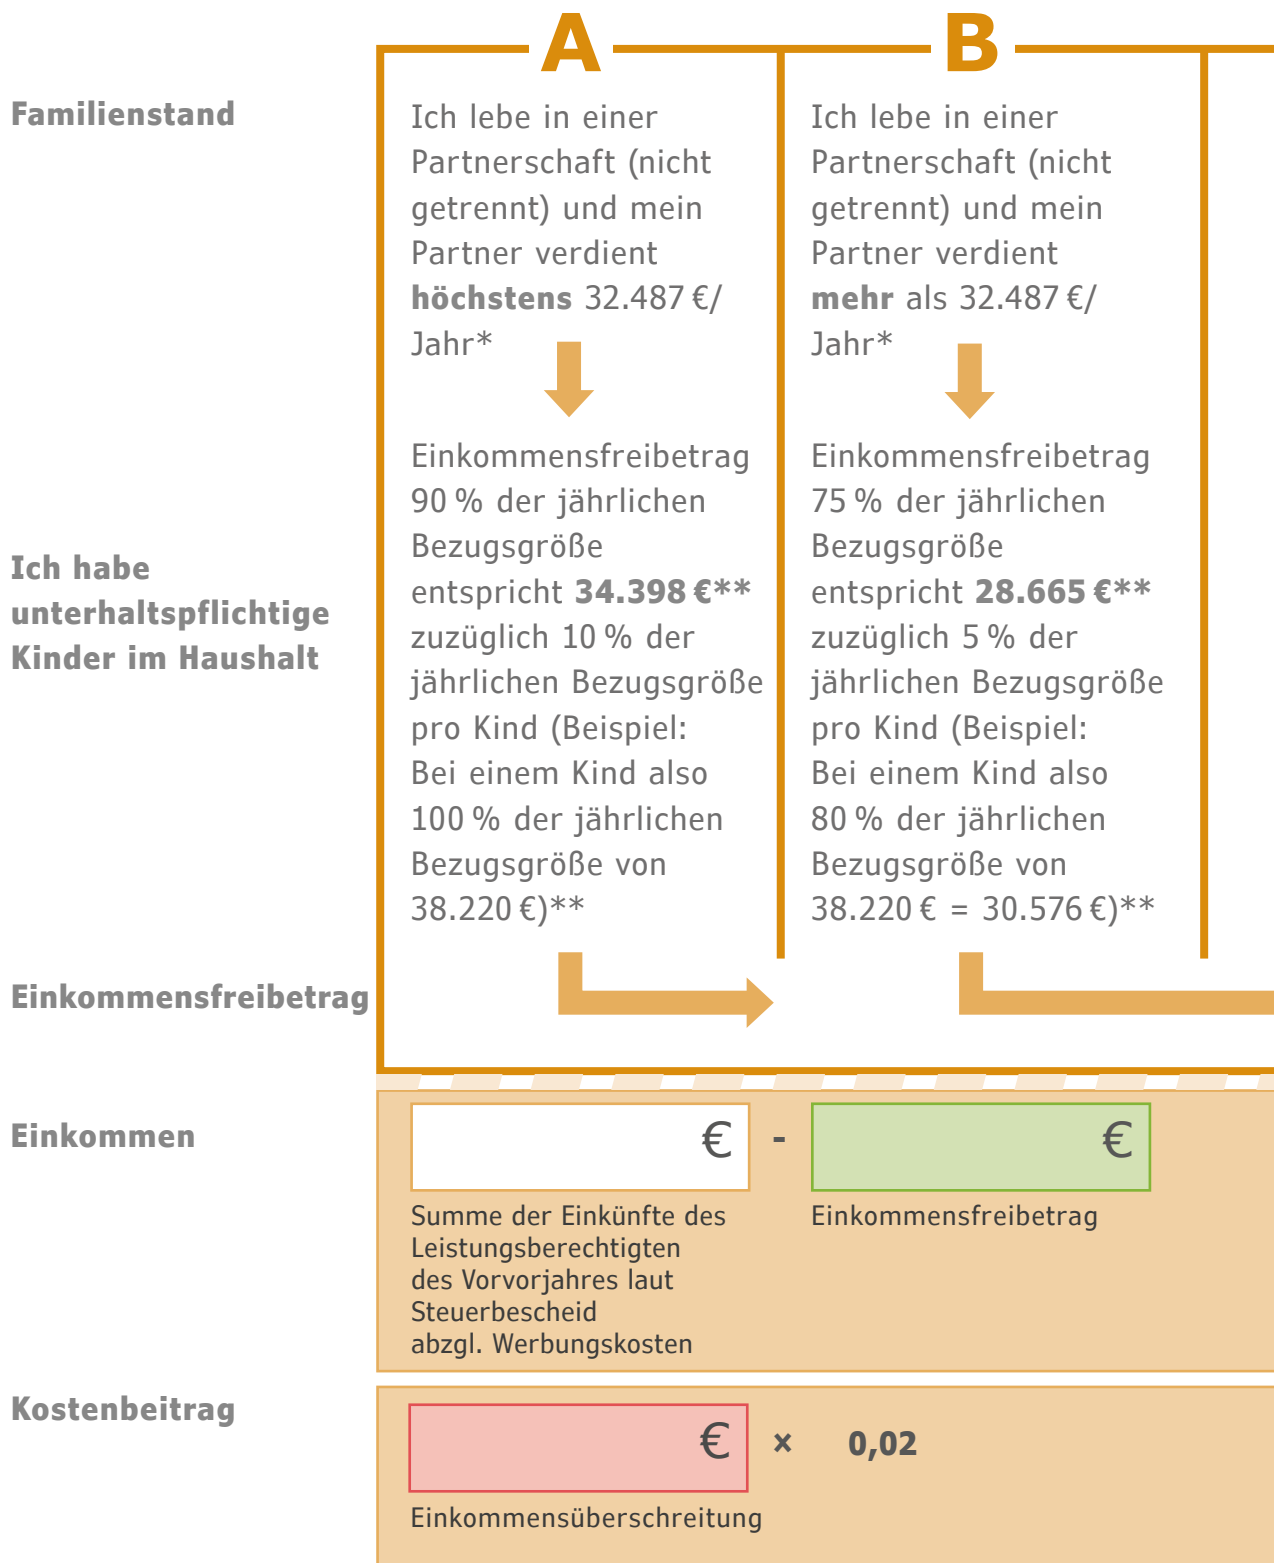 A
B
Familienstand
Ich lebe in einer
Partnerschaft (nicht
getrennt) und mein
Partner verdient
höchstens 32.487 €/
Jahr*
Ich lebe in einer
Partnerschaft (nicht
getrennt) und mein
Partner verdient
mehr als 32.487 €/
Jahr*
Ich habe
unterhaltspflichtige
Kinder im Haushalt
Einkommensfreibetrag
90 % der jährlichen
Bezugsgröße
entspricht 34.398 €**
zuzüglich 10 % der
jährlichen Bezugsgröße
pro Kind (Beispiel:
Bei einem Kind also
100 % der jährlichen
Bezugsgröße von
38.220 €)**
Einkommensfreibetrag
75 % der jährlichen
Bezugsgröße
entspricht 28.665 €**
zuzüglich 5 % der
jährlichen Bezugsgröße
pro Kind (Beispiel:
Bei einem Kind also
80 % der jährlichen
Bezugsgröße von
38.220 € = 30.576 €)**
Einkommensfreibetrag
Einkommen
€ - €
Summe der Einkünfte des
Leistungsberechtigten
des Vorvorjahres laut
Steuerbescheid
abzgl. Werbungskosten
Einkommensfreibetrag
Kostenbeitrag
€ × 0,02
Einkommensüberschreitung